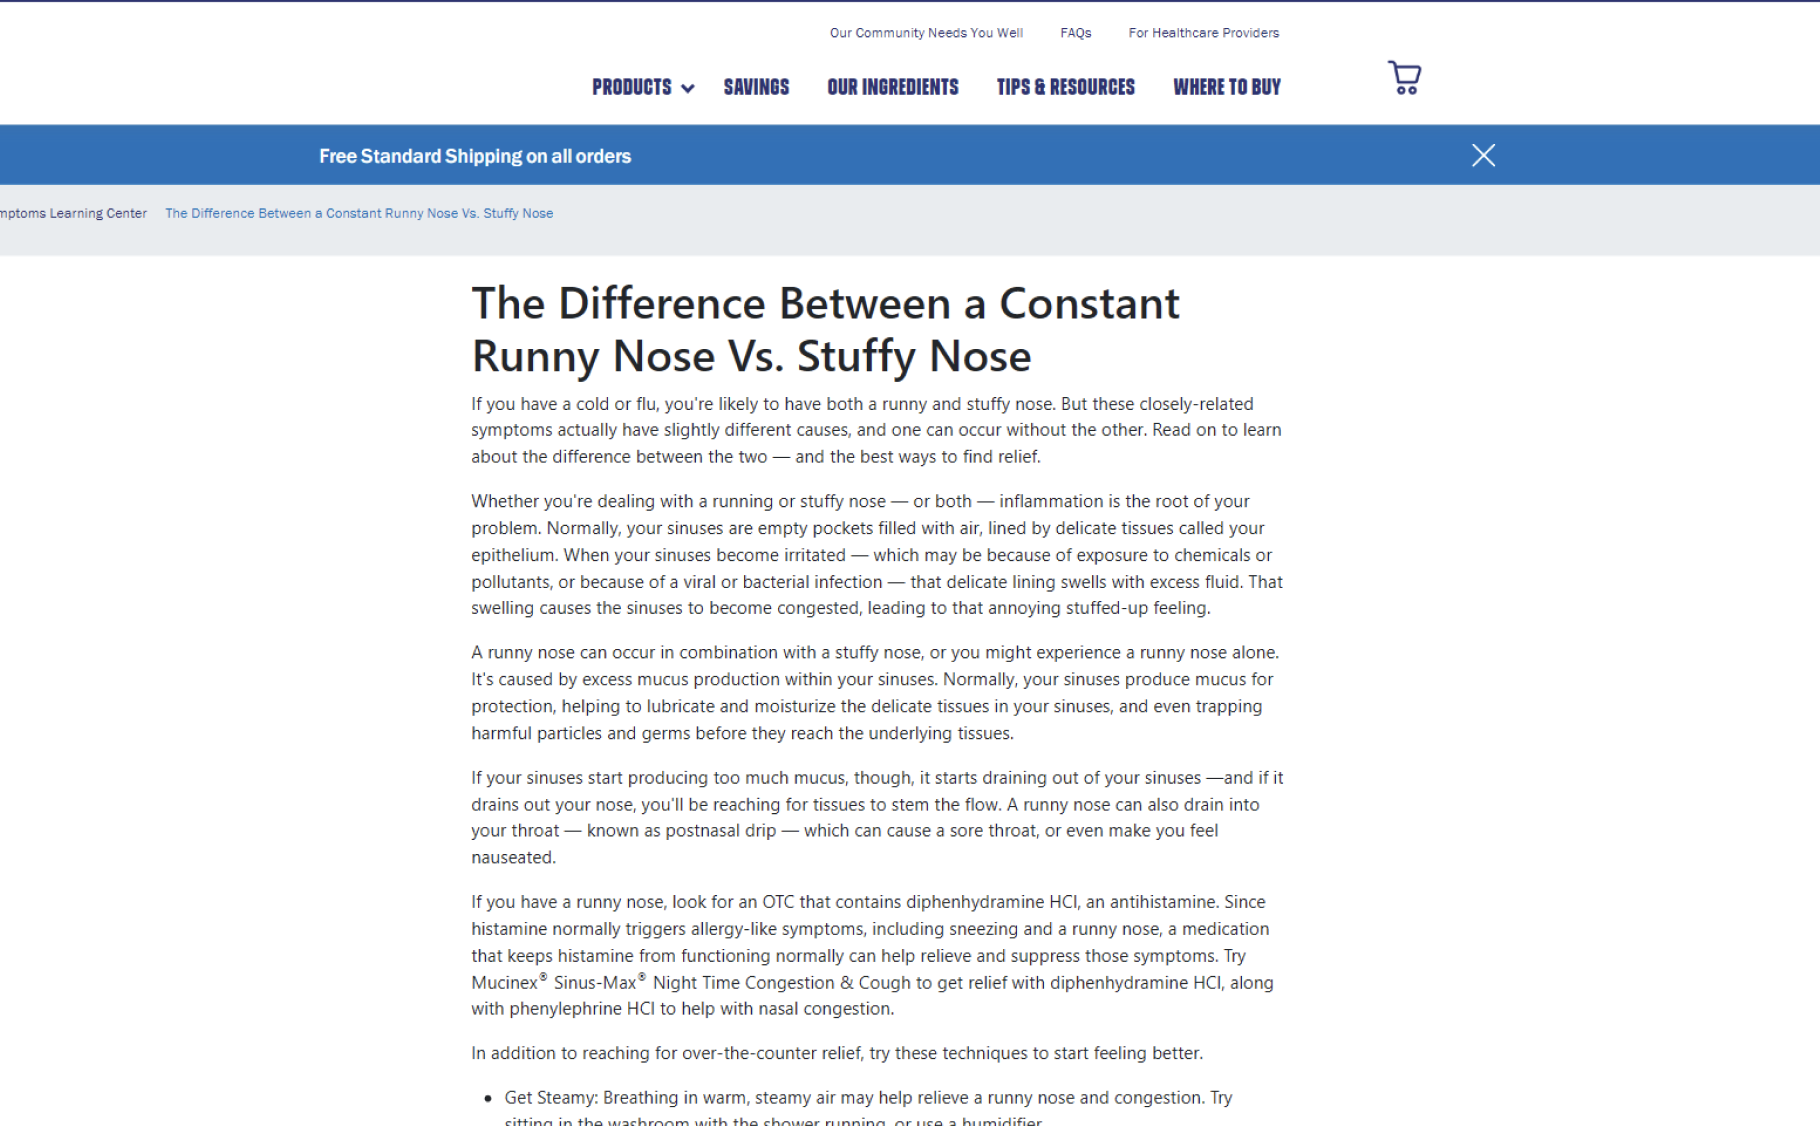 Our Community Needs You Well FAQs For Healthcare Providers
PRODUCTS SAVINGS OUR INGREDIENTS TIPS & RESOURCES WHERE TO BUY
Free Standard Shipping on all orders
Learning Center The Difference Between a Constant Runny Nose Vs. Stuffy Nose
The Difference Between a Constant
Runny Nose Vs. Stuffy Nose
If you have a cold or flu, you're likely to have both a runny and stuffy nose. But these closely-related
symptoms actually have slightly different causes, and one can occur without the other. Read on to learn
about the difference between the two — and the best ways to find relief.
Whether you're dealing with a running or stuffy nose — or both — inflammation is the root of your
problem. Normally, your sinuses are empty pockets filled with air, lined by delicate tissues called your
epithelium. When your sinuses become irritated — which may be because of exposure to chemicals or
pollutants, or because of a viral or bacterial infection — that delicate lining swells with excess fluid. That
swelling causes the sinuses to become congested, leading to that annoying stuffed-up feeling.
A runny nose can occur in combination with a stuffy nose, or you might experience a runny nose alone.
It's caused by excess mucus production within your sinuses. Normally, your sinuses produce mucus for
protection, helping to lubricate and moisturize the delicate tissues in your sinuses, and even trapping
harmful particles and germs before they reach the underlying tissues.
If your sinuses start producing too much mucus, though, it starts draining out of your sinuses —and if it
drains out your nose, you'll be reaching for tissues to stem the flow. A runny nose can also drain into
your throat — known as postnasal drip — which can cause a sore throat, or even make you feel
nauseated.
If you have a runny nose, look for an OTC that contains diphenhydramine HCl, an antihistamine. Since
histamine normally triggers allergy-like symptoms, including sneezing and a runny nose, a medication
that keeps histamine from functioning normally can help relieve and suppress those symptoms. Try
Mucinex® Sinus-Max® Night Time Congestion & Cough to get relief with diphenhydramine HCl, along
with phenylephrine HCl to help with nasal congestion.
In addition to reaching for over-the-counter relief, try these techniques to start feeling better.
• Get Steamy: Breathing in warm, steamy air may help relieve a runny nose and congestion. Try
sitting in the washroom with the shower running, or use a humidifier.